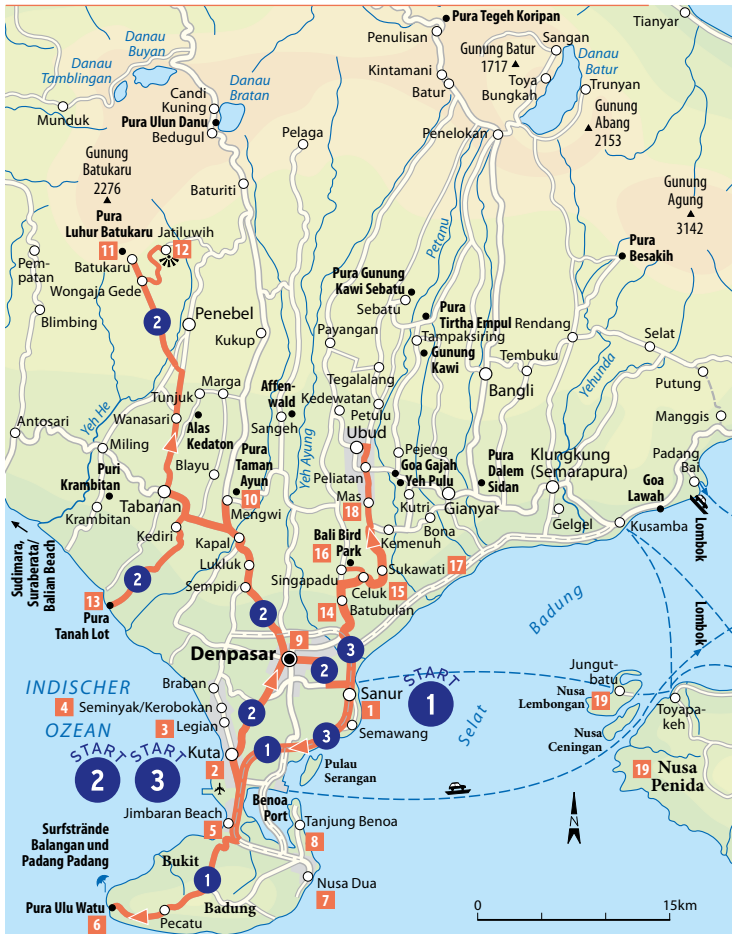 Pura Tegeh Koripan
Tianyar
Danau
Buyan
Penulisan
Gunung Batur
1717
Sangan
Danau
Batur
Danau
Tamblingan
Danau
Bratan
Kintamani
Toya
Bungkah
Trunyan
Candi
Kuning
Batur
Gunung
Abang
2153
Munduk
Pura Ulun Danu
Bedugul
Pelaga
Penelokan
Gunung
Batukaru
2276
Baturiti
Gunung
Agung
3142
Pura
Luhur Batukaru
11
Jatiluwih
12
Petanu
Pura
Besakih
Pem-
patan
Batukaru
Wongaja Gede
Pura Gunung
Kawi Sebatu
Sebatu
Blimbing
2
Penebel
Kukup
Payangan
Pura
Tirtha Empul
Tampaksiring
Rendang
Selat
Gunung
Kawi
Tembuku
Yehunda
Putung
Tunjuk
Marga
Affen-
wald
Tegalalang
Kedewatan
Bangli
Antosari
Yeh He
Wanasari
Alas
Kedaton
Sangeh
Yeh Ayung
Petulu
Manggis
Miling
Ubud
Pejeng
Klungkung
(Semarapura)
Padang
Bai
Puri
Krambitan
Blayu
Pura
Taman
Ayun
10
Goa Gajah
Yeh Pulu
Pura
Dalem
Sidan
Goa
Lawah
Peliatan
Tabanan
Mas
18
Gianyar
Krambitan
Mengwi
Kutri
Bona
Gelgel
Kusamba
Lombok
Kediri
Kapal
Bali Bird
Park
Kemenuh
Sudimara,
Suraberata/
Balian Beach
2
Lukluk
16
Sukawati
17
Singapadu
13
Pura
Tanah Lot
Sempidi
Celuk
15
14
Batubulan
Badung
2
9
3
Lombok
Denpasar
2
Jungut-
batu
INDISCHER
Braban
Sanur
START
1
Nusa
Lembongan
19
4
Seminyak/Kerobokan
1
Toyapa-
keh
3
Legian
2
Selat
OZEAN
Semawang
3
Nusa
Ceningan
START
2
START
3
Kuta
1
2
Pulau
Serangan
19
Nusa
Penida
Benoa
Port
Jimbaran Beach
5
Tanjung Benoa
8
Surfstrände
Balangan und
Padang Padang
Bukit
1
Nusa Dua
7
Pura Ulu Watu
6
Pecatu
Badung
0
15km